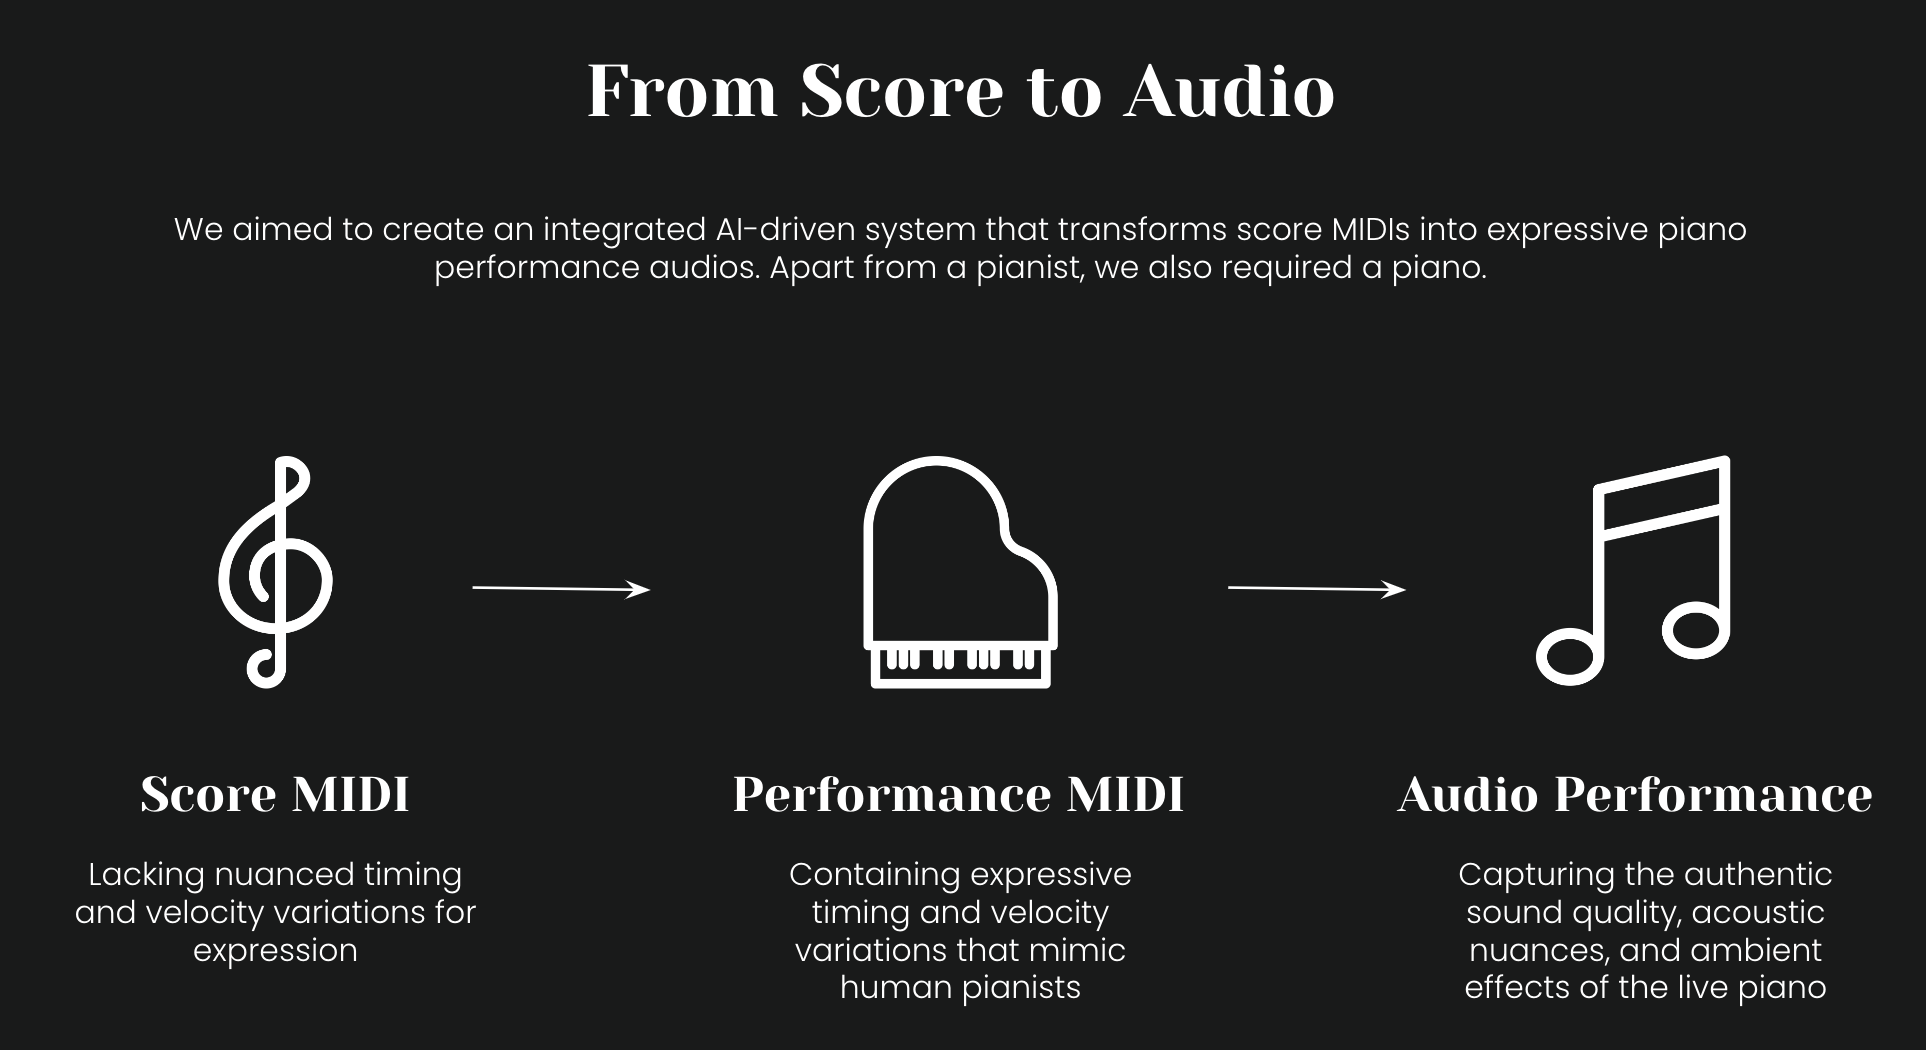 From Score to Audio
We aimed to create an integrated AI-driven system that transforms score MIDIs into expressive piano
performance audios. Apart from a pianist, we also required a piano.
Score MIDI
Lacking nuanced timing
and velocity variations for
expression
Performance MIDI
Containing expressive
timing and velocity
variations that mimic
human pianists
Audio Performance
Capturing the authentic
sound quality, acoustic
nuances, and ambient
effects of the live piano